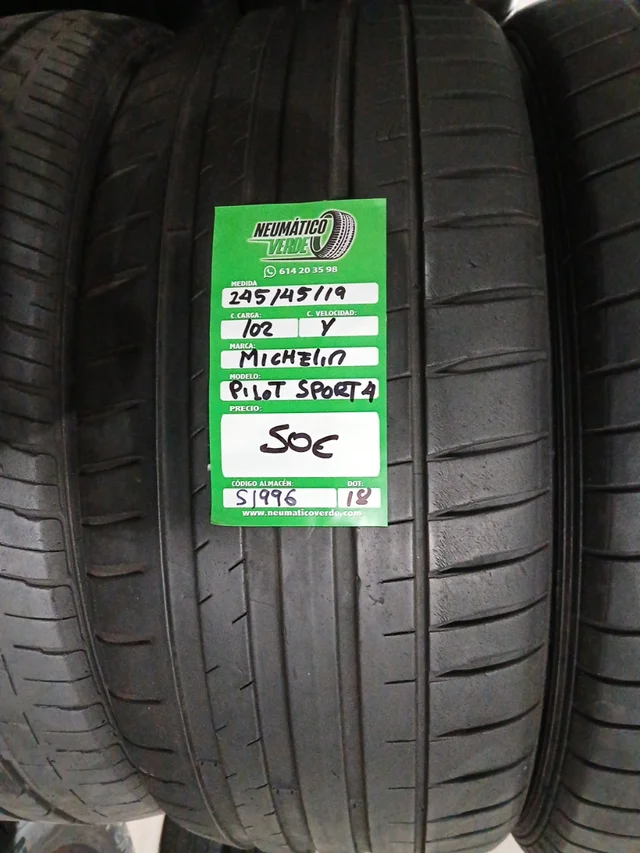 NEUMÁTICO
VERDE
614 20 35 98
MEDIDA
245/45/19
C.CARGA: C. VELOCIDAD:
102 Y
MARCA:
MICHELIN
MODELO:
PILOT SPORT 4
PRECIO:
50€
CÓDIGO ALMACÉN: DOT:
S1996 18
www.neumaticoverde.com